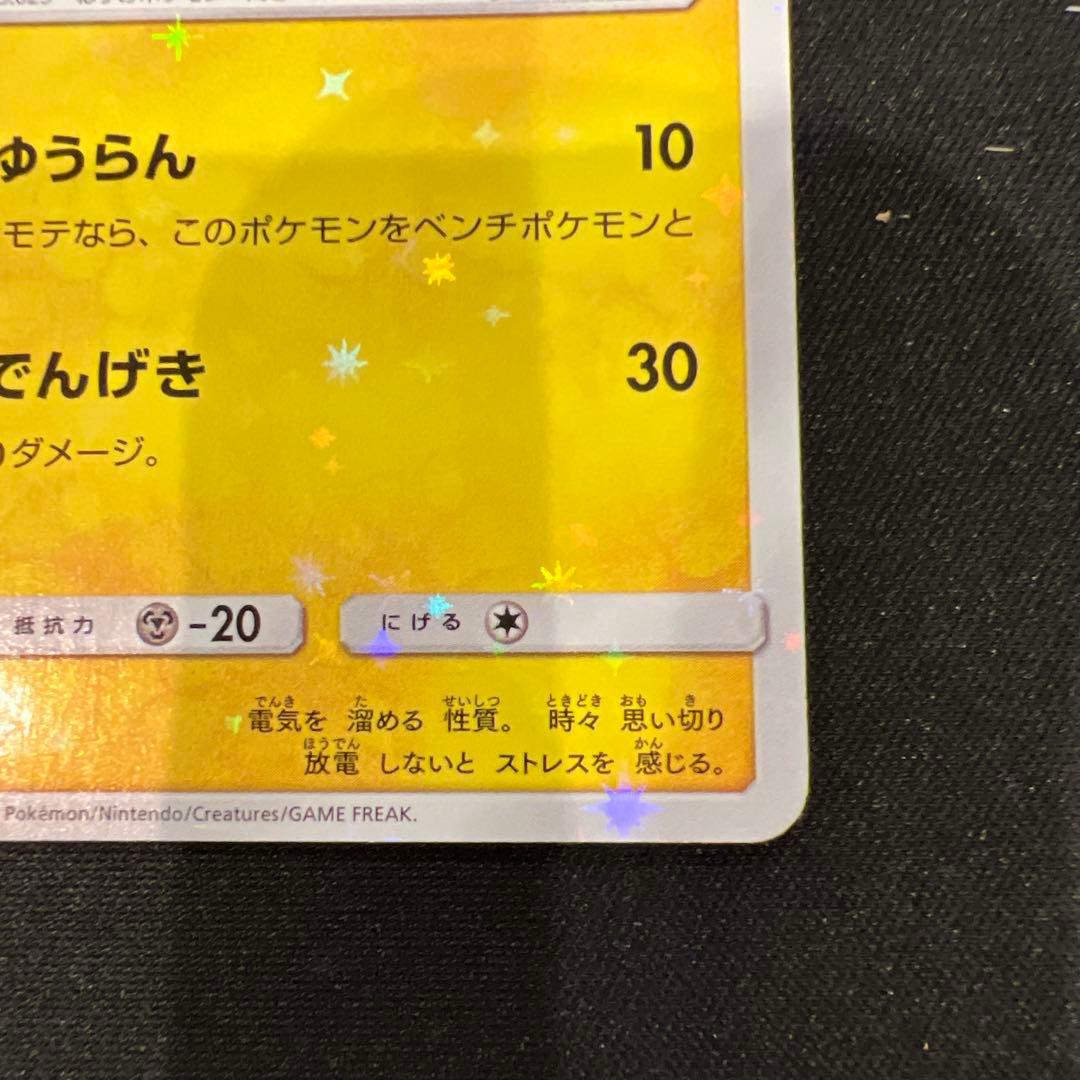 ゆうらん 10
モテなら、このポケモンをベンチポケモンと
でんげき 30
ダメージ。
抵抗力 -20 にげる
でんき た せいしつ ときどき おも き
電気を 溜める 性質。 時々 思い切り
ほうでん かん
放電 しないと ストレスを 感じる。
Pokémon/Nintendo/Creatures/GAME FREAK.